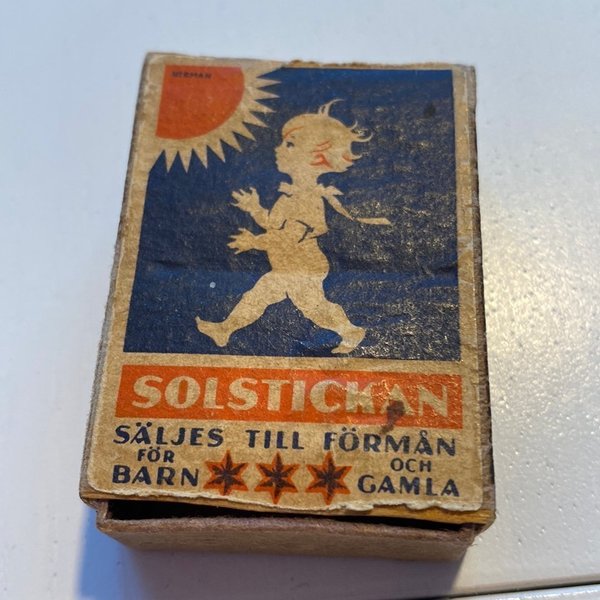 NERMAN
SOLSTICKAN
SÄLJES TILL FÖRMÅN
FÖR OCH
BARN GAMLA